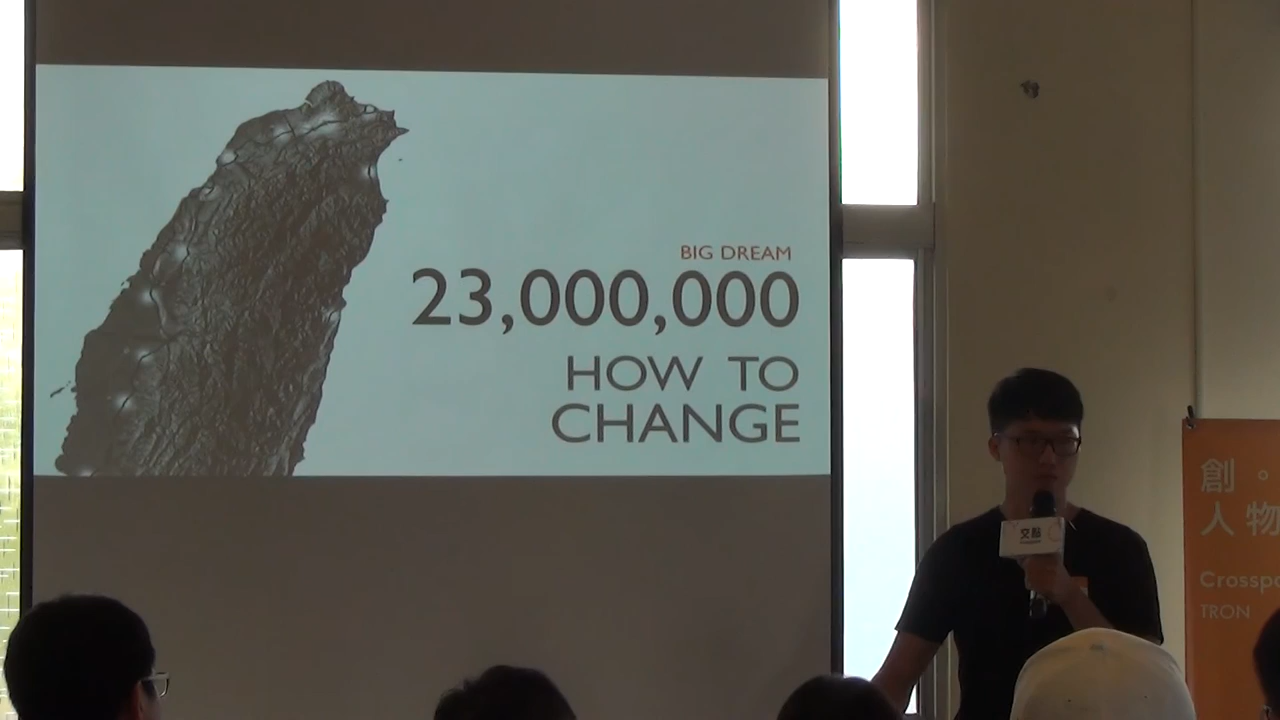 BIG DREAM
23,000,000
HOW TO
CHANGE
交點
創。
人物
Crosspo
TRON